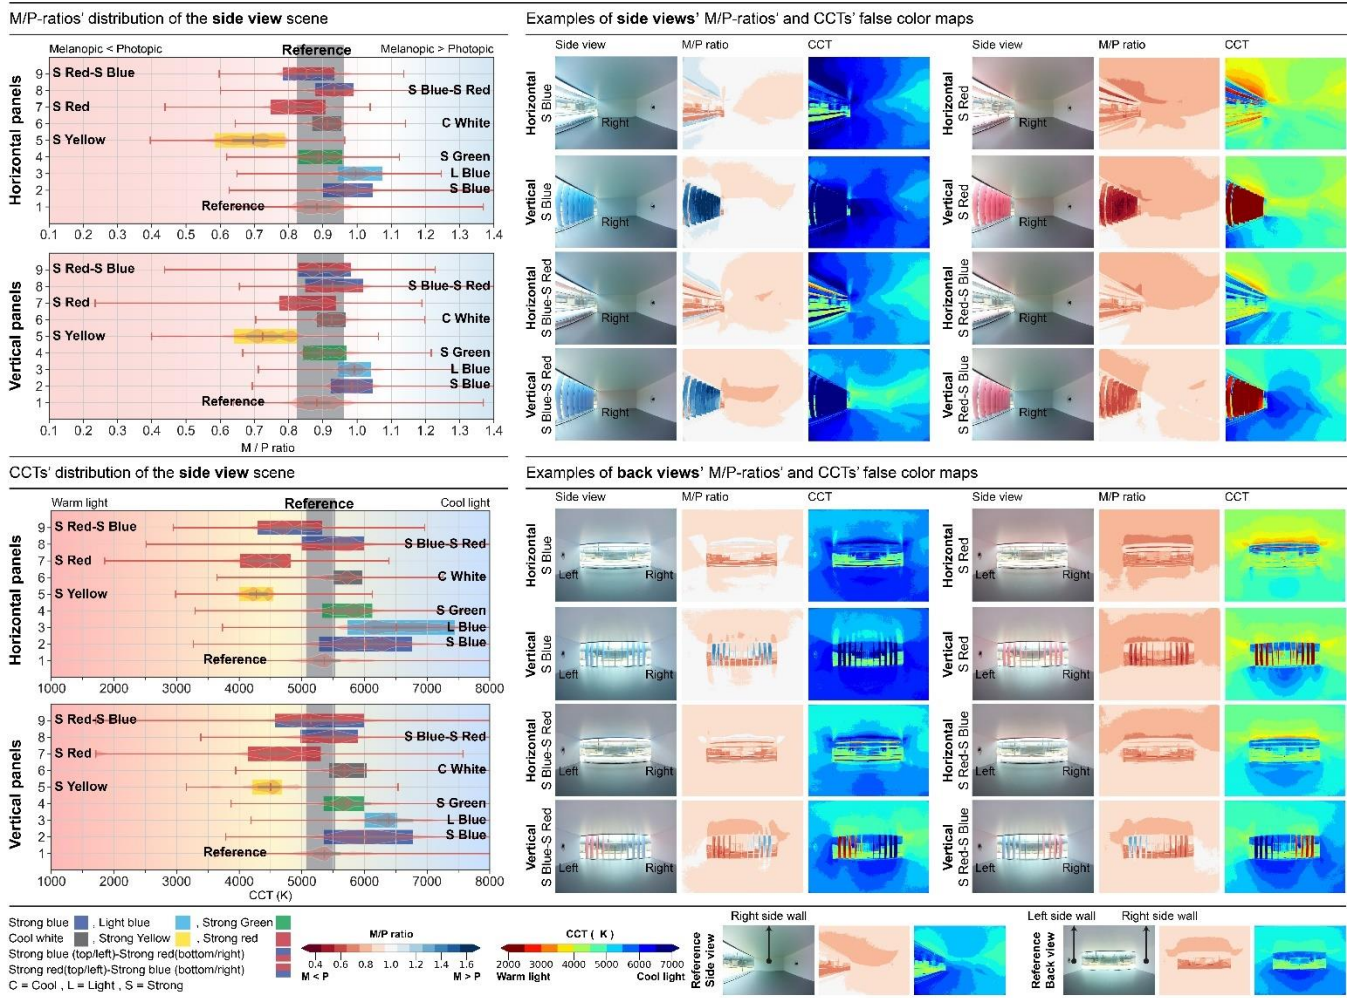 M/P-ratios' distribution of the side view scene
Melanopic < Photopic
Reference
Melanopic > Photopic
Horizontal panels
9 S Red-S Blue
8 S Blue-S Red
7 S Red
6 C White
5 S Yellow
4 S Green
3 L Blue
2 S Blue
1 Reference
0.1 0.2 0.4 0.5 0.6 0.7 0.8 0.9 1.0 1.1 1.2 1.3 1.4
Vertical panels
9 S Red-S Blue
8 S Blue-S Red
7 S Red
6 C White
5 S Yellow
4 S Green
3 L Blue
2 S Blue
1 Reference
0.1 0.2 0.4 0.5 0.6 0.7 0.8 0.9 1.0 1.1 1.2 1.3 1.4
M / P ratio
Examples of side views' M/P-ratios' and CCTs' false color maps
Side view M/P ratio CCT Side view M/P ratio CCT
Horizontal
S Blue
Right
Horizontal
S Red
Right
Vertical
S Blue
Right
Vertical
S Red
Right
Horizontal
S Blue-S Red
Right
Horizontal
S Red-S Blue
Right
Vertical
S Blue-S Red
Right
Vertical
S Red-S Blue
Right
CCTs' distribution of the side view scene
Warm light
Reference
Cool light
Horizontal panels
9 S Red-S Blue
8 S Blue-S Red
7 S Red
6 C White
5 S Yellow
4 S Green
3 L Blue
2 S Blue
1 Reference
1000 2000 3000 4000 5000 6000 7000 8000
Vertical panels
9 S Red-S Blue
8 S Blue-S Red
7 S Red
6 C White
5 S Yellow
4 S Green
3 L Blue
2 S Blue
1 Reference
1000 2000 3000 4000 5000 6000 7000 8000
CCT (K)
Examples of back views' M/P-ratios' and CCTs' false color maps
Side view M/P ratio CCT Side view M/P ratio CCT
Horizontal
S Blue
Left Right
Horizontal
S Red
Left Right
Vertical
S Blue
Left Right
Vertical
S Red
Left Right
Horizontal
S Blue-S Red
Left Right
Horizontal
S Red-S Blue
Left Right
Vertical
S Blue-S Red
Left Right
Vertical
S Red-S Blue
Left Right
Strong blue , Light blue , Strong Green
Cool white , Strong Yellow , Strong red
Strong blue (top/left)-Strong red(bottom/right)
Strong red(top/left)-Strong blue (bottom/right)
C = Cool , L = Light , S = Strong
M/P ratio
0.4 0.6 0.8 1.0 1.2 1.4 1.6
M < P M > P
CCT ( K)
2000 3000 4000 5000 6000 7000
Warm light Cool light
Right side wall
Reference
Side view
Left side wall Right side wall
Reference
Back view